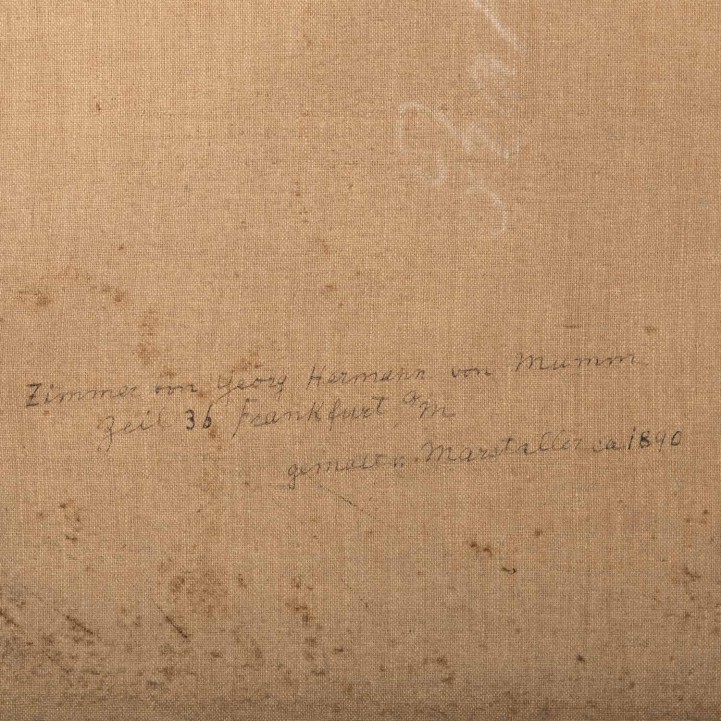 Zimmer von Georg Hermann von Mumm
Zeil 36 Frankfurt a/M
gemalt v. Marstaller ca 1890